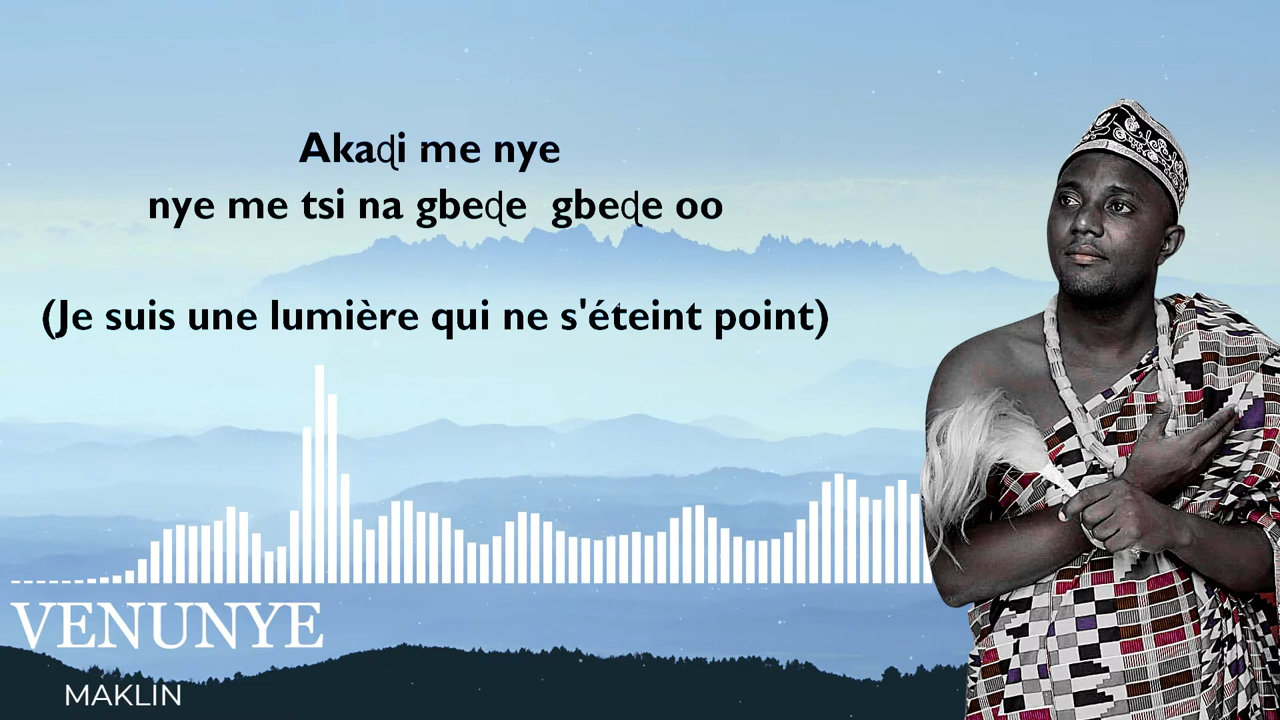 Akaɖi me nye
nye me tsi na gbeɖe gbeɖe oo
(Je suis une lumière qui ne s'éteint point)
VENUNYE
MAKLIN